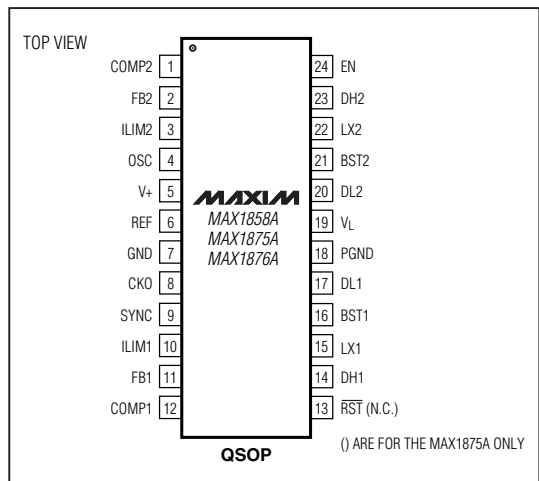 TOP VIEW
COMP2 1
FB2 2
ILIM2 3
OSC 4
V+ 5
REF 6
GND 7
CKO 8
SYNC 9
ILIM1 10
FB1 11
COMP1 12
MAXIM
MAX1858A
MAX1875A
MAX1876A
24 EN
23 DH2
22 LX2
21 BST2
20 DL2
19 VL
18 PGND
17 DL1
16 BST1
15 LX1
14 DH1
13 RST (N.C.)
QSOP
() ARE FOR THE MAX1875A ONLY